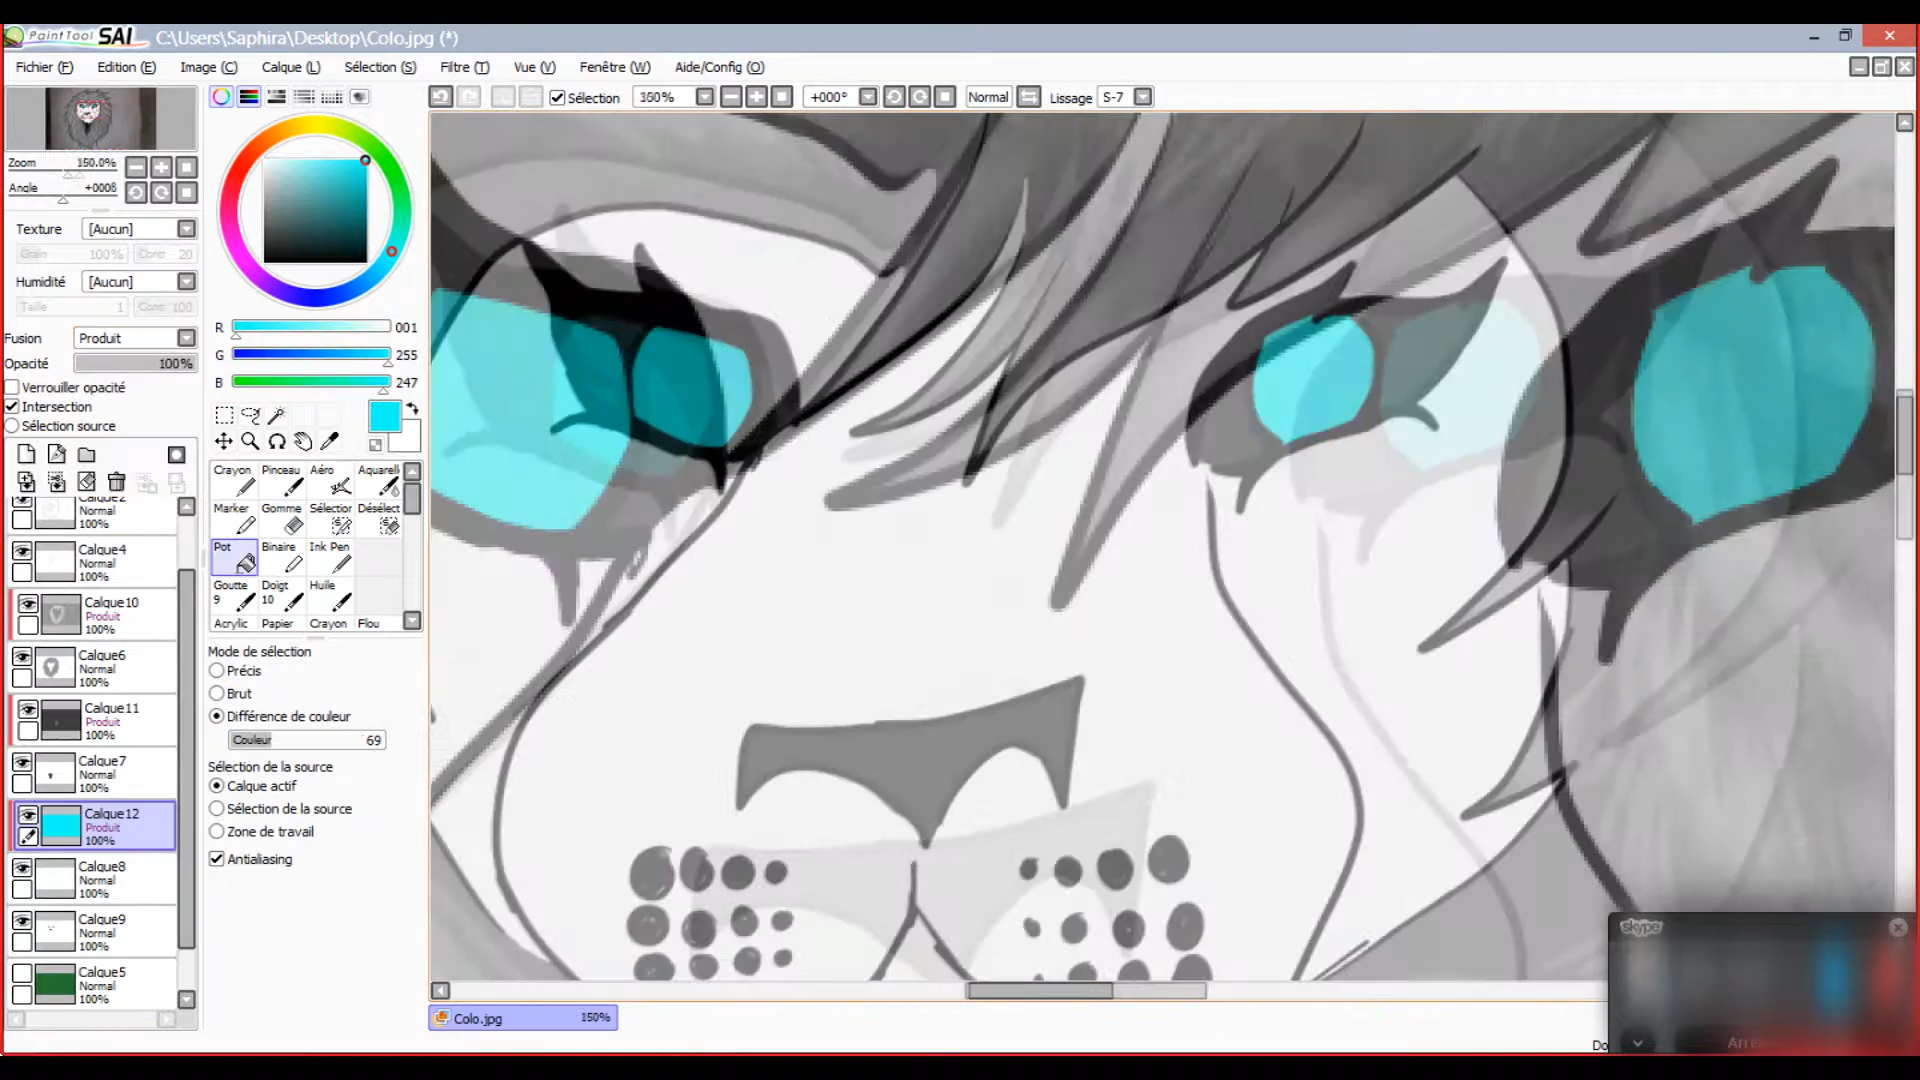 PaintTool SAI C:\Users\Saphira\Desktop\Colo.jpg (*)
Fichier (F) Edition (E) Image (C) Calque (L) Sélection (S) Filtre (T) Vue (V) Fenêtre (W) Aide/Config (O)
Sélection 150% +000° Normal Lissage S-7
Zoom 150.0%
Angle +000ß
Texture [Aucun]
Grain 100% Contr 20
Humidité [Aucun]
Taille 1 Contr 100
Fusion Produit
Opacité 100%
Verrouiller opacité
Intersection
Sélection source
R 001
G 255
B 247
Crayon Pinceau Aéro Aquarell
Marker Gomme Sélectior Désélect
Pot Binaire Ink Pen
Goutte Doigt Huile
9 10
Acrylic Papier Crayon Flou
Mode de sélection
Précis
Brut
Différence de couleur
Couleur 69
Sélection de la source
Calque actif
Sélection de la source
Zone de travail
Antialiasing
Calque2
Normal
100%
Calque4
Normal
100%
Calque10
Produit
100%
Calque6
Normal
100%
Calque11
Produit
100%
Calque7
Normal
100%
Calque12
Produit
100%
Calque8
Normal
100%
Calque9
Normal
100%
Calque5
Normal
100%
Colo.jpg 150%
skype
Do